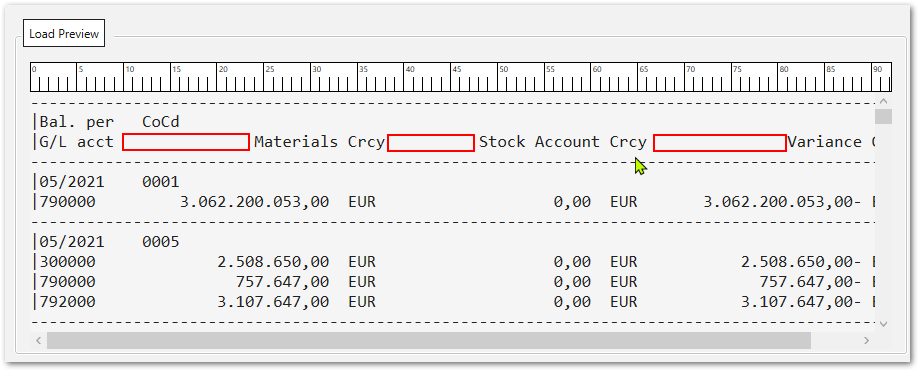 Load Preview
0 5 10 15 20 25 30 35 40 45 50 55 60 65 70 75 80 85 90
|Bal. per CoCd
|G/L acct Materials Crcy Stock Account Crcy Variance
|05/2021 0001
|790000 3.062.200.053,00 EUR 0,00 EUR 3.062.200.053,00-
|05/2021 0005
|300000 2.508.650,00 EUR 0,00 EUR 2.508.650,00-
|790000 757.647,00 EUR 0,00 EUR 757.647,00-
|792000 3.107.647,00 EUR 0,00 EUR 3.107.647,00-